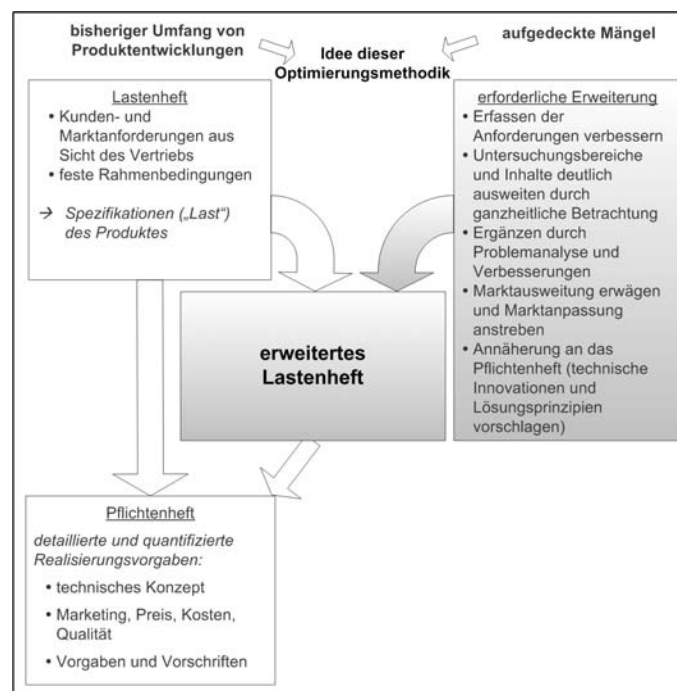 bisheriger Umfang von
Produktentwicklungen
Idee dieser
Optimierungsmethodik
aufgedeckte Mängel
Lastenheft
• Kunden- und
Marktanforderungen aus
Sicht des Vertriebs
• feste Rahmenbedingungen
→ Spezifikationen („Last“)
des Produktes
erforderliche Erweiterung
• Erfassen der
Anforderungen verbessern
• Untersuchungsbereiche
und Inhalte deutlich
ausweiten durch
ganzheitliche Betrachtung
• Ergänzen durch
Problemanalyse und
Verbesserungen
• Marktausweitung erwägen
und Marktanpassung
anstreben
• Annäherung an das
Pflichtenheft (technische
Innovationen und
Lösungsprinzipien
vorschlagen)
erweitertes
Lastenheft
Pflichtenheft
detaillierte und quantifizierte
Realisierungsvorgaben:
• technisches Konzept
• Marketing, Preis, Kosten,
Qualität
• Vorgaben und Vorschriften